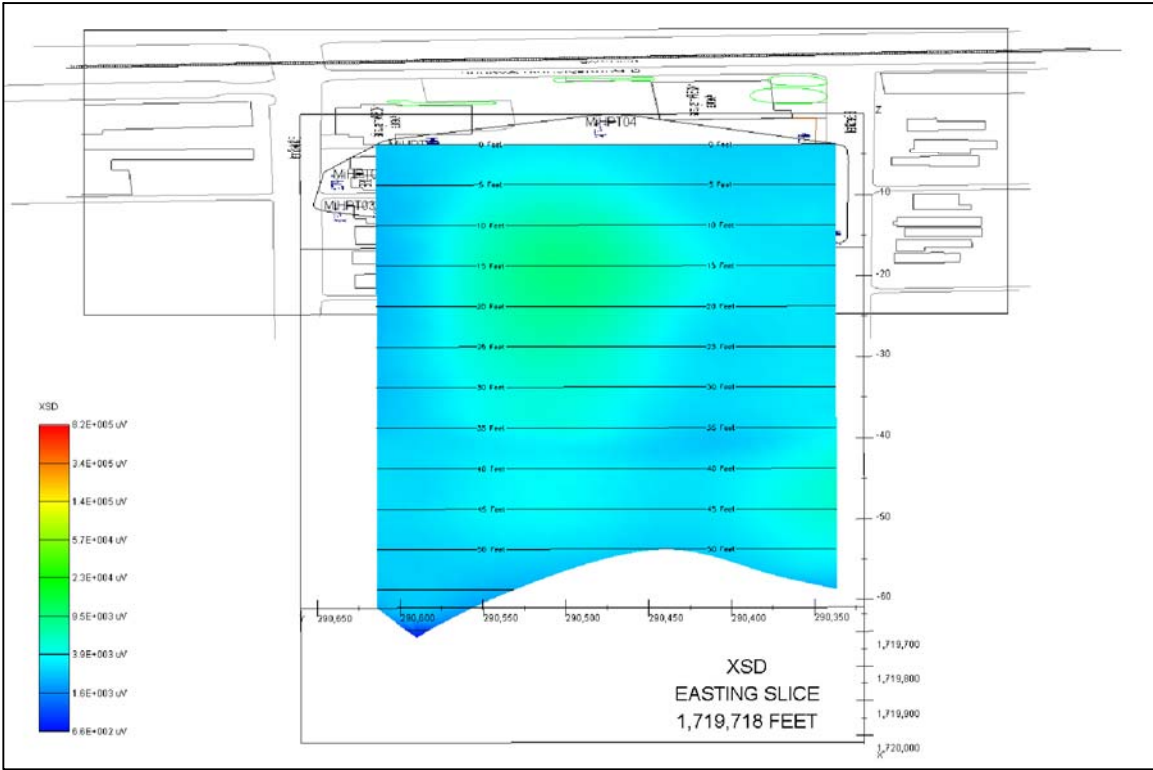 MiHPT04
N
0 Feet 0 Feet
5 Feet 5 Feet
MiHPT03
-10
10 Feet 10 Feet
15 Feet 15 Feet
-20
20 Feet 20 Feet
25 Feet 25 Feet
-30
30 Feet 30 Feet
35 Feet 35 Feet
-40
40 Feet 40 Feet
45 Feet 45 Feet
-50
50 Feet 50 Feet
-60
XSD
8.2E+005 uV
3.4E+005 uV
1.4E+005 uV
5.7E+004 uV
2.3E+004 uV
9.5E+003 uV
3.9E+003 uV
1.6E+003 uV
6.6E+002 uV
290,650 290,600 290,550 290,500 290,450 290,400 290,350
1,719,700
1,719,800
1,719,900
1,720,000
X
XSD
EASTING SLICE
1,719,718 FEET